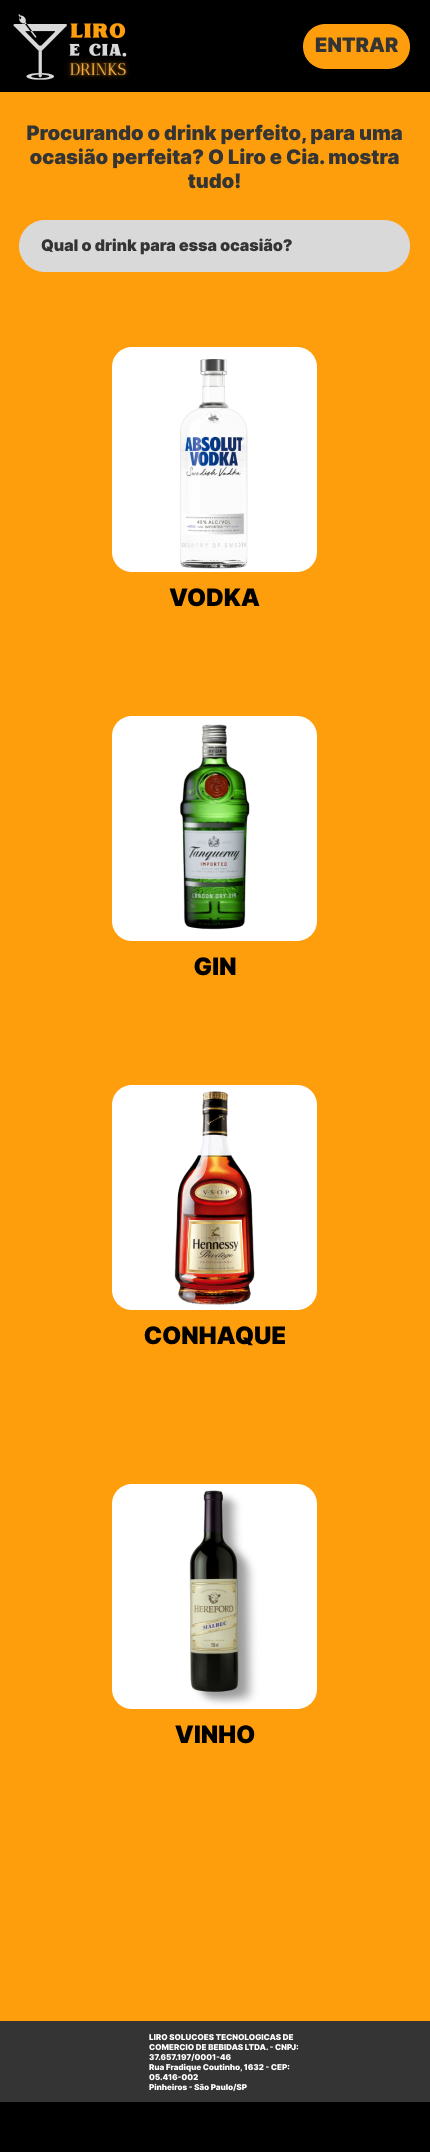 LIRO
E CIA.
DRINKS
ENTRAR
Procurando o drink perfeito, para uma
ocasião perfeita? O Liro e Cia. mostra
tudo!
Qual o drink para essa ocasião?
ABSOLUT
VODKA
Swedish Vodka
40% ALC/VOL
COUNTRY OF SWEDEN
VODKA
Tanqueray
IMPORTED
LONDON DRY GIN
GIN
V·S·O·P
Hennessy
Privilège
CONHAQUE
HEREFORD
MALBEC
VINHO
LIRO SOLUCOES TECNOLOGICAS DE
COMERCIO DE BEBIDAS LTDA. - CNPJ:
37.657.197/0001-46
Rua Fradique Coutinho, 1632 - CEP:
05.416-002
Pinheiros - São Paulo/SP